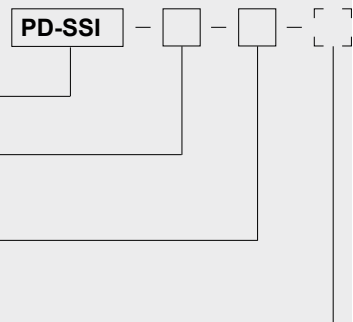 PD-SSI – –  –